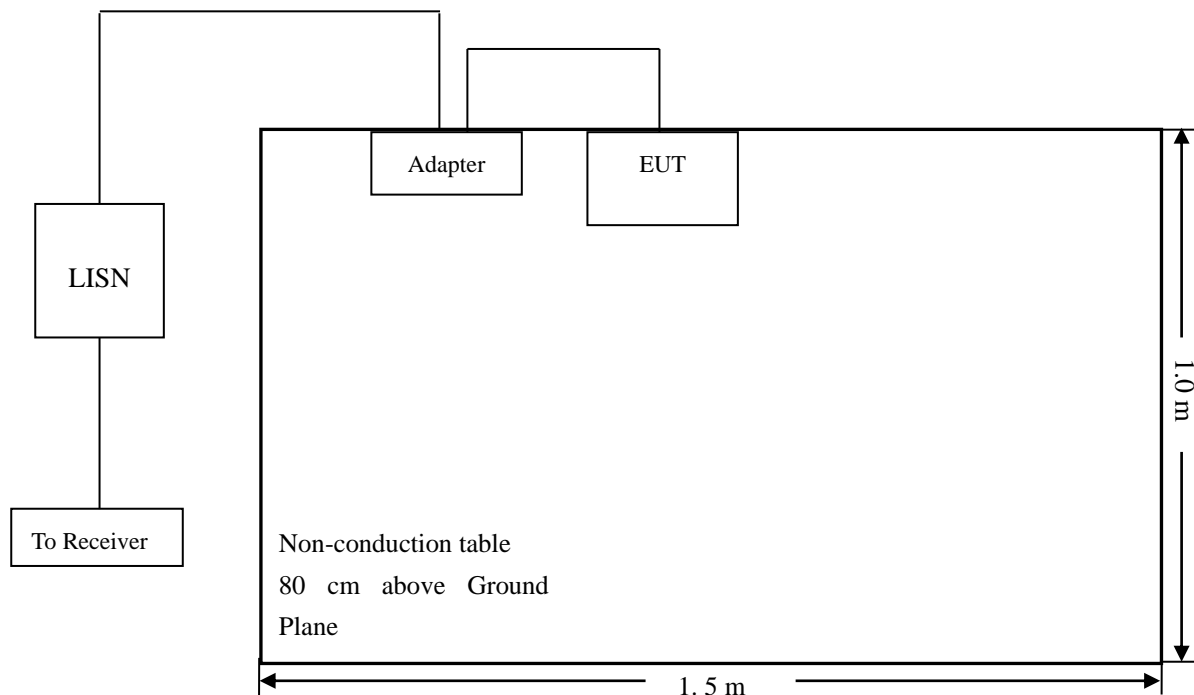 Adapter
EUT
LISN
To Receiver
Non-conduction table
80 cm above Ground
Plane
1.0 m
1. 5 m